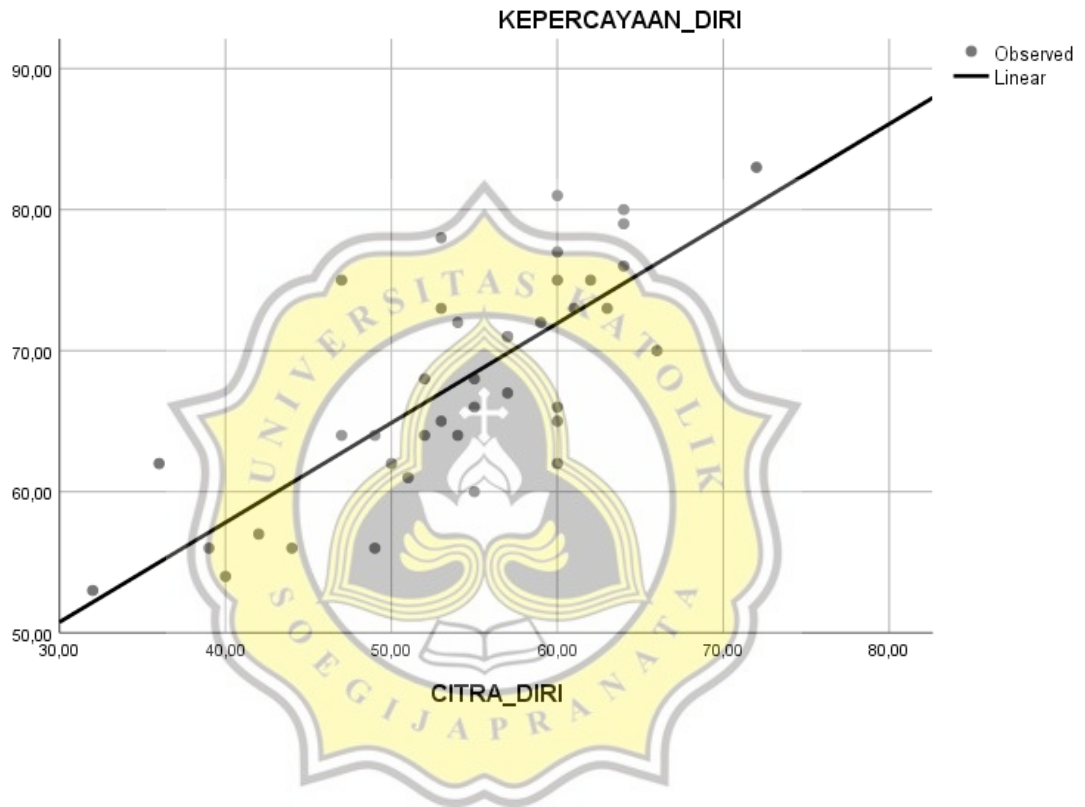 KEPERCAYAAN_DIRI
Observed
Linear
90,00
80,00
70,00
60,00
50,00
30,00
40,00
50,00
60,00
70,00
80,00
CITRA_DIRI
UNIVERSITAS KATOLIK
SOEGIJAPRANATA